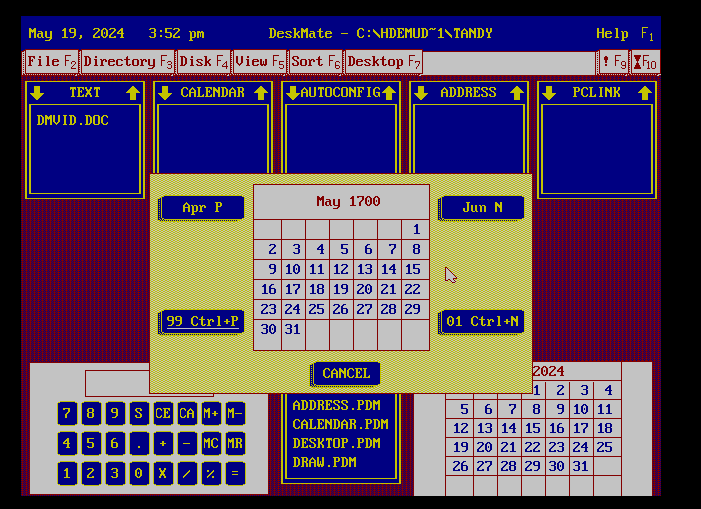 May 19, 2024 3:52 pm DeskMate - C:\HDEMUD~1\TANDY Help F1
File F2 Directory F3 Disk F4 View F5 Sort F6 Desktop F7 ! F9 F10
TEXT CALENDAR AUTOCONFIG ADDRESS PCLINK
DMVID.DOC
Apr P May 1700 Jun N
1
2 3 4 5 6 7 8
9 10 11 12 13 14 15
16 17 18 19 20 21 22
23 24 25 26 27 28 29
30 31
99 Ctrl+P 01 Ctrl+N
CANCEL
7 8 9 S CE CA M+ M-
4 5 6 . + - MC MR
1 2 3 0 X / % =
ADDRESS.PDM
CALENDAR.PDM
DESKTOP.PDM
DRAW.PDM
2024
1 2 3 4
5 6 7 8 9 10 11
12 13 14 15 16 17 18
19 20 21 22 23 24 25
26 27 28 29 30 31